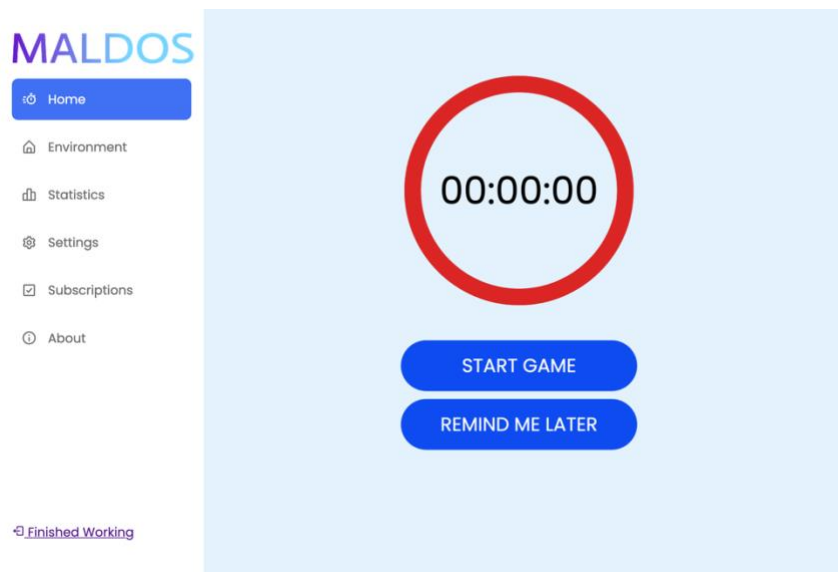 MALDOS
Home
Environment
Statistics
Settings
Subscriptions
About
Finished Working
00:00:00
START GAME
REMIND ME LATER